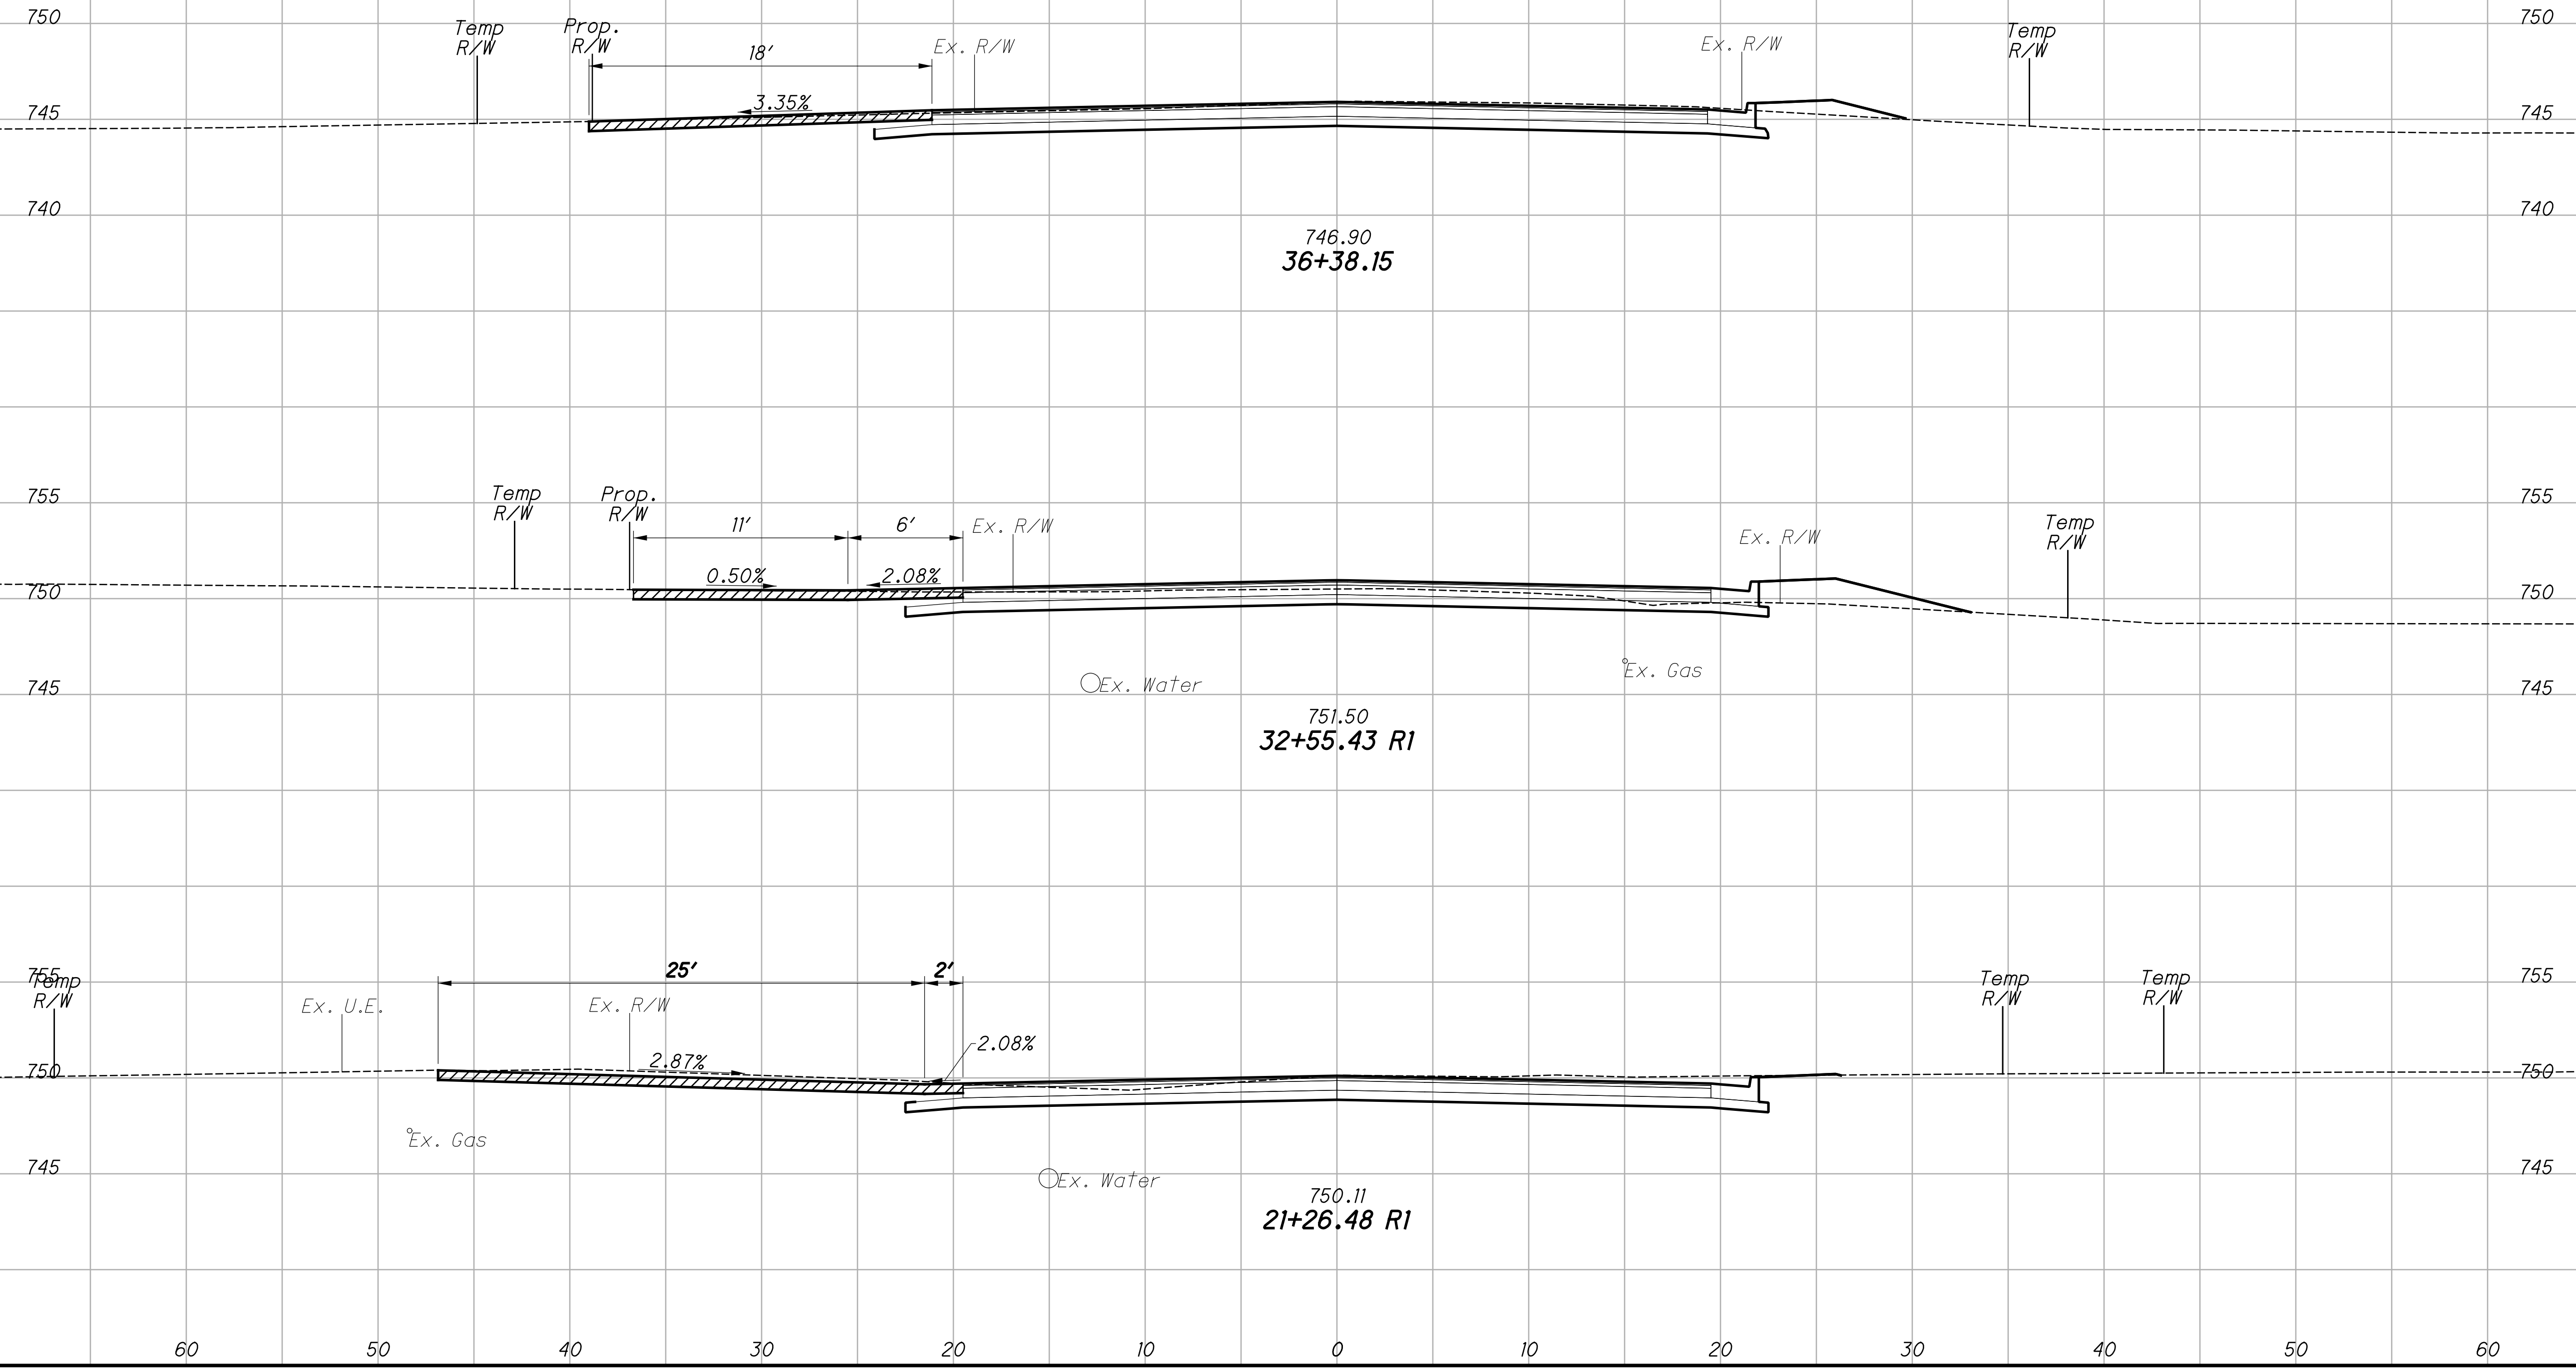 750
Temp
R/W
Prop.
R/W
18'
Ex. R/W
Ex. R/W
Temp
R/W
750
745
3.35%
745
740
740
746.90
36+38.15
755
Temp
R/W
Prop.
R/W
11'
6'
Ex. R/W
Ex. R/W
Temp
R/W
755
750
0.50%
2.08%
750
745
Ex. Water
Ex. Gas
745
751.50
32+55.43 R1
755
Temp
R/W
Ex. U.E.
25'
2'
Ex. R/W
Temp
R/W
Temp
R/W
755
2.08%
750
2.87%
750
Ex. Gas
745
Ex. Water
745
750.11
21+26.48 R1
60 50 40 30 20 10 0 10 20 30 40 50 60